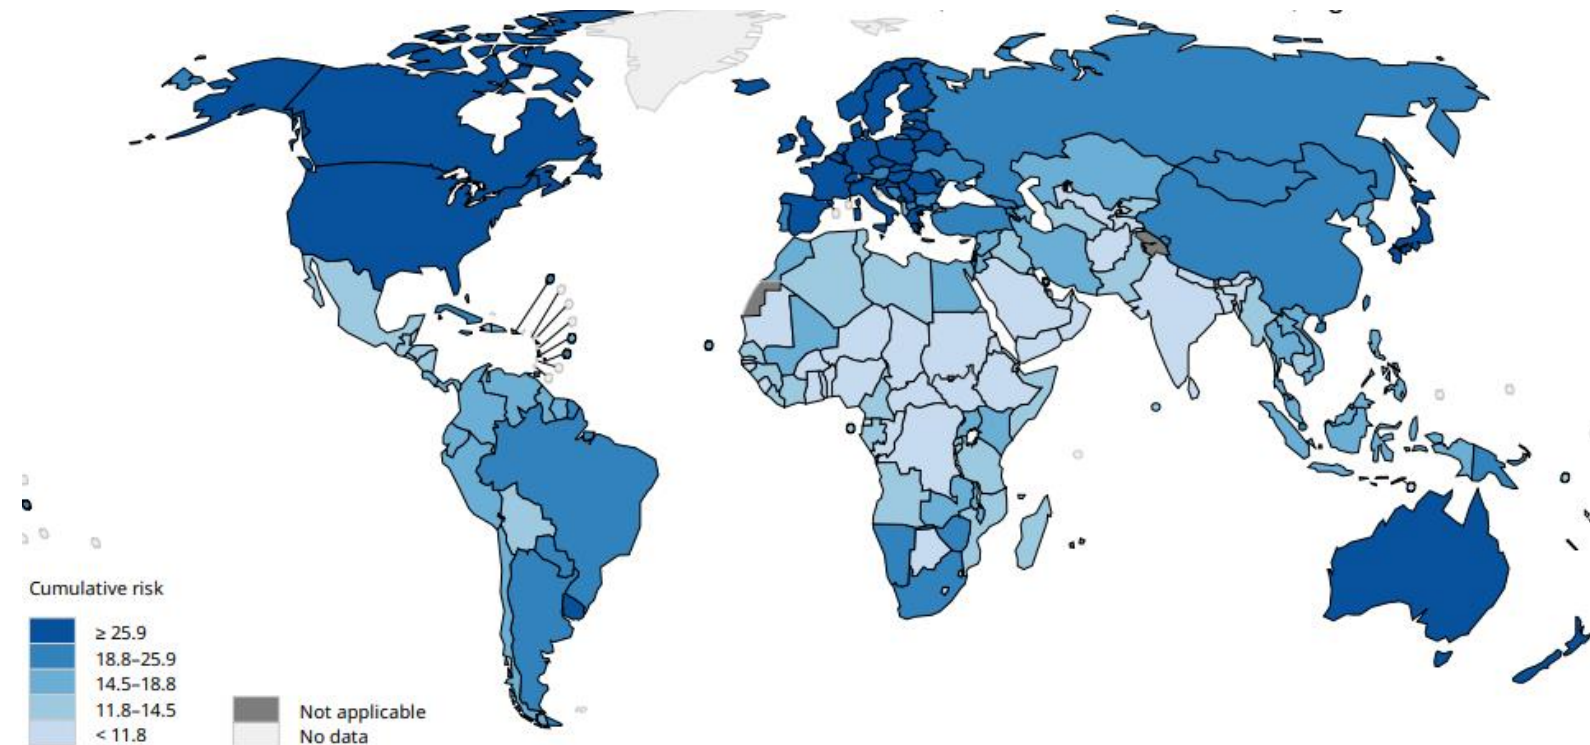 Cumulative risk
≥ 25.9
18.8–25.9
14.5–18.8
11.8–14.5
< 11.8
Not applicable
No data